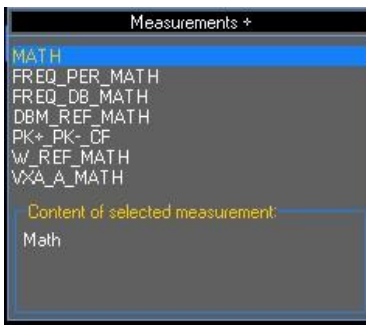 Measurements +
MATH
FREQ_PER_MATH
FREQ_DB_MATH
DBM_REF_MATH
PK+_PK-_CF
W_REF_MATH
VXA_A_MATH
Content of selected measurement:
Math